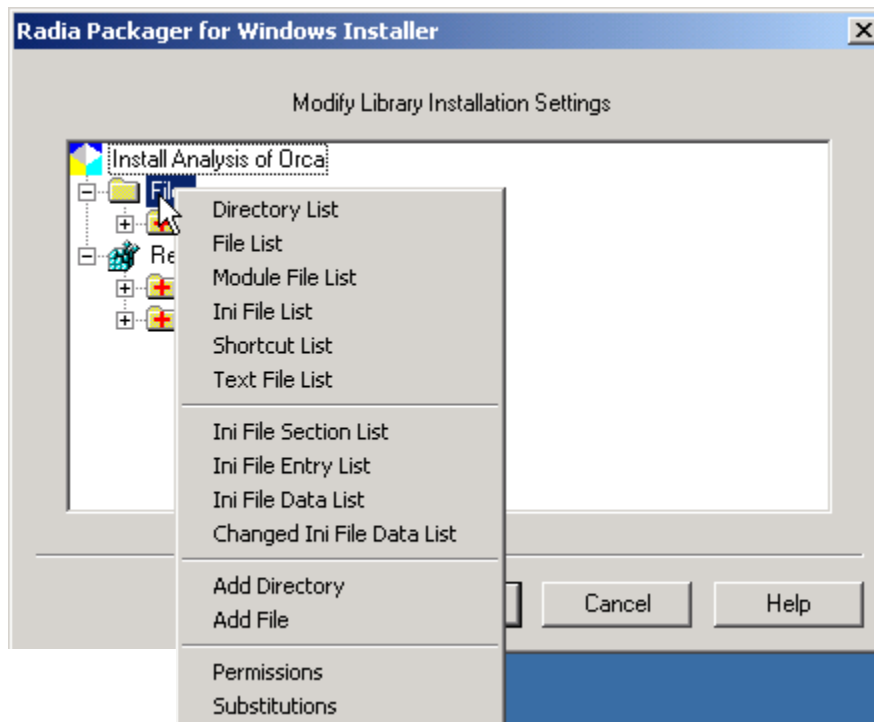 Radia Packager for Windows Installer
Modify Library Installation Settings
Install Analysis of Orca
Directory List
File List
Module File List
Ini File List
Shortcut List
Text File List
Ini File Section List
Ini File Entry List
Ini File Data List
Changed Ini File Data List
Add Directory
Add File
Permissions
Substitutions
Cancel
Help